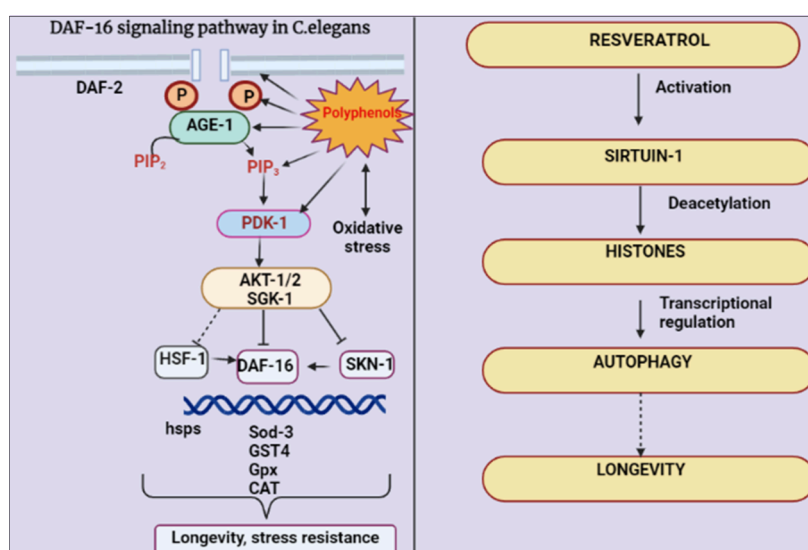 DAF-16 signaling pathway in C.elegans
DAF-2
P
P
Polyphenols
AGE-1
PIP2
PIP3
PDK-1
Oxidative
stress
AKT-1/2
SGK-1
HSF-1
DAF-16
SKN-1
hsps
Sod-3
GST4
Gpx
CAT
Longevity, stress resistance
RESVERATROL
Activation
SIRTUIN-1
Deacetylation
HISTONES
Transcriptional
regulation
AUTOPHAGY
LONGEVITY